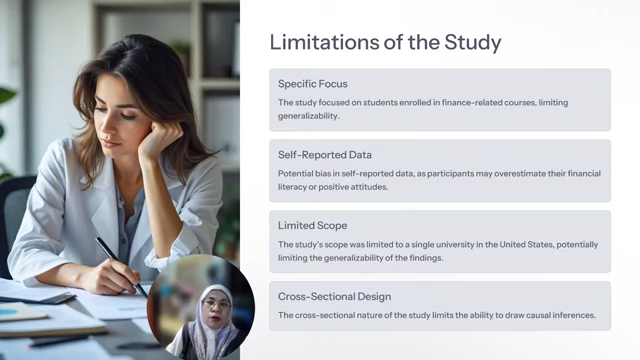 Limitations of the Study
Specific Focus
The study focused on students enrolled in finance-related courses, limiting
generalizability.
Self-Reported Data
Potential bias in self-reported data, as participants may overestimate their financial
literacy or positive attitudes.
Limited Scope
The study's scope was limited to a single university in the United States, potentially
limiting the generalizability of the findings.
Cross-Sectional Design
The cross-sectional nature of the study limits the ability to draw causal inferences.